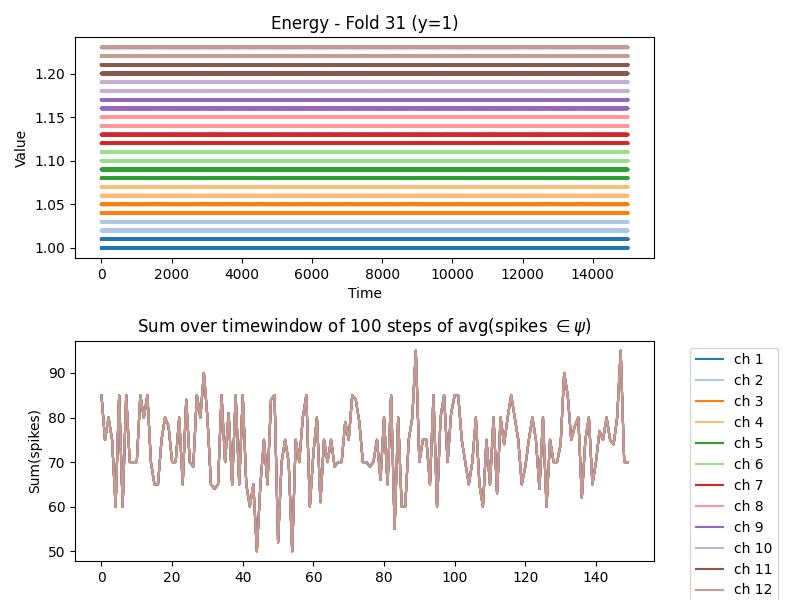 Energy - Fold 31 (y=1)
1.20
1.15
1.10
1.05
1.00
Value
0 2000 4000 6000 8000 10000 12000 14000
Time
Sum over timewindow of 100 steps of avg(spikes ∈ ψ)
90
80
70
60
50
Sum(spikes)
0 20 40 60 80 100 120 140
ch 1
ch 2
ch 3
ch 4
ch 5
ch 6
ch 7
ch 8
ch 9
ch 10
ch 11
ch 12